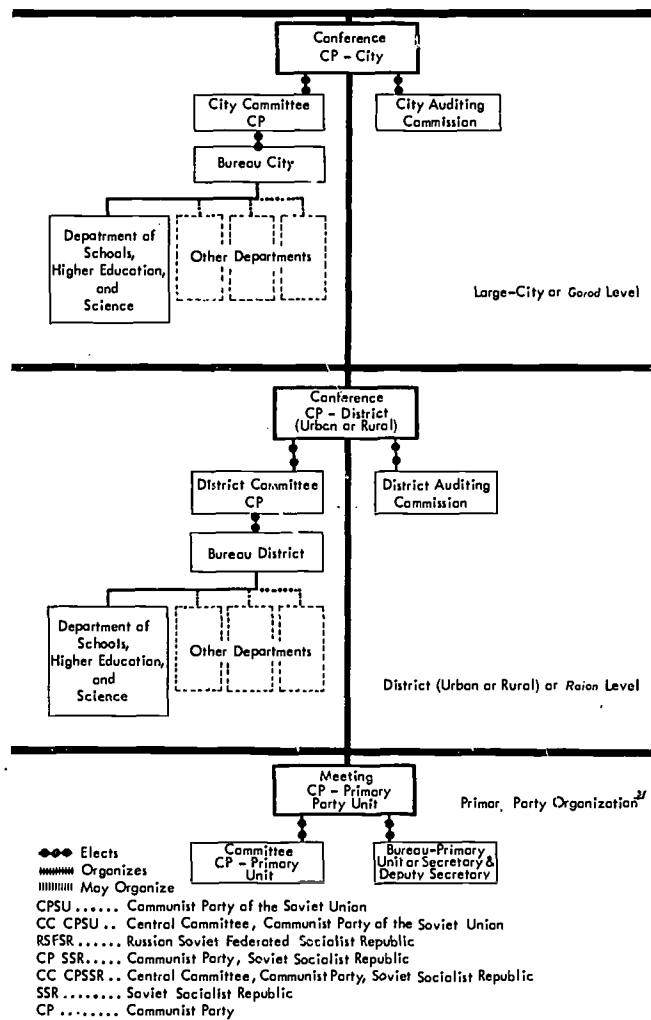 Conference
CP - City
City Committee
CP
City Auditing
Commission
Bureau City
Depatrment of
Schools,
Higher Education,
and
Science
Other Departments
Large-City or Gorod Level
Conference
CP - District
(Urban or Rural)
District Committee
CP
District Auditing
Commission
Bureau District
Department of
Schools,
Higher Education,
and
Science
Other Departments
District (Urban or Rural) or Raion Level
Meeting
CP - Primary
Party Unit
Primar, Party Organization
Committee
CP - Primary
Unit
Bureau-Primary
Unit or Secretary &
Deputy Secretary
Elects
Organizes
May Organize
CPSU ...... Communist Party of the Soviet Union
CC CPSU .. Central Committee, Communist Party of the Soviet Union
RSFSR ...... Russian Soviet Federated Socialist Republic
CP SSR..... Communist Party, Soviet Socialist Republic
CC CPSSR .. Central Committee, Communist Party, Soviet Socialist Republic
SSR ........ Soviet Socialist Republic
CP ......... Communist Party